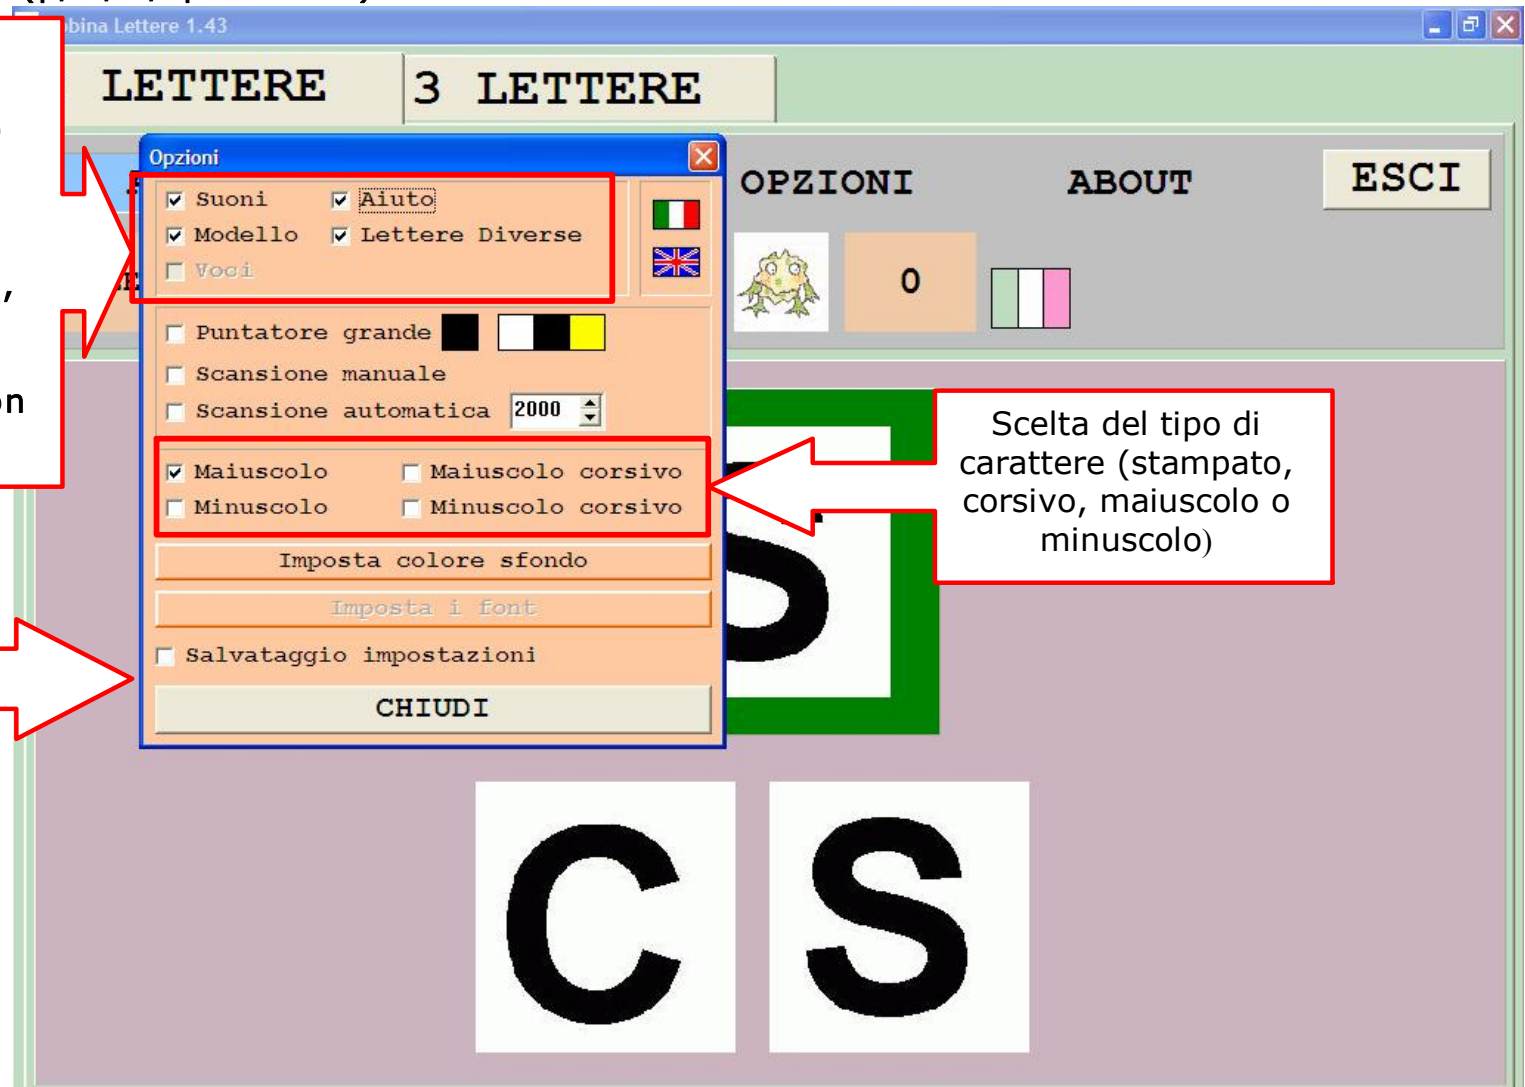 bina Lettere 1.43
LETTERE
3 LETTERE
OPZIONI
ABOUT
ESCI
0
Opzioni
Suoni
Aiuto
Modello
Lettere Diverse
Voci
Puntatore grande
Scansione manuale
Scansione automatica 2000
Maiuscolo
Maiuscolo corsivo
Minuscolo
Minuscolo corsivo
Imposta colore sfondo
Imposta i font
Salvataggio impostazioni
CHIUDI
Scelta del tipo di
carattere (stampato,
corsivo, maiuscolo o
minuscolo)
S
C S